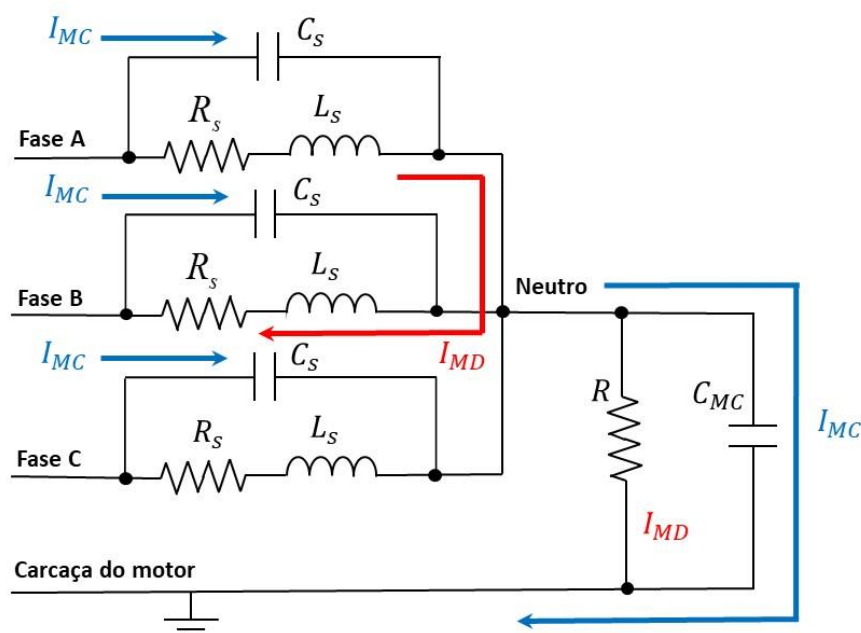 I_MC
C_s
R_s
L_s
Fase A
I_MC
C_s
R_s
L_s
Fase B
Neutro
I_MC
C_s
I_MD
R
C_MC
I_MC
R_s
L_s
Fase C
I_MD
Carcaça do motor